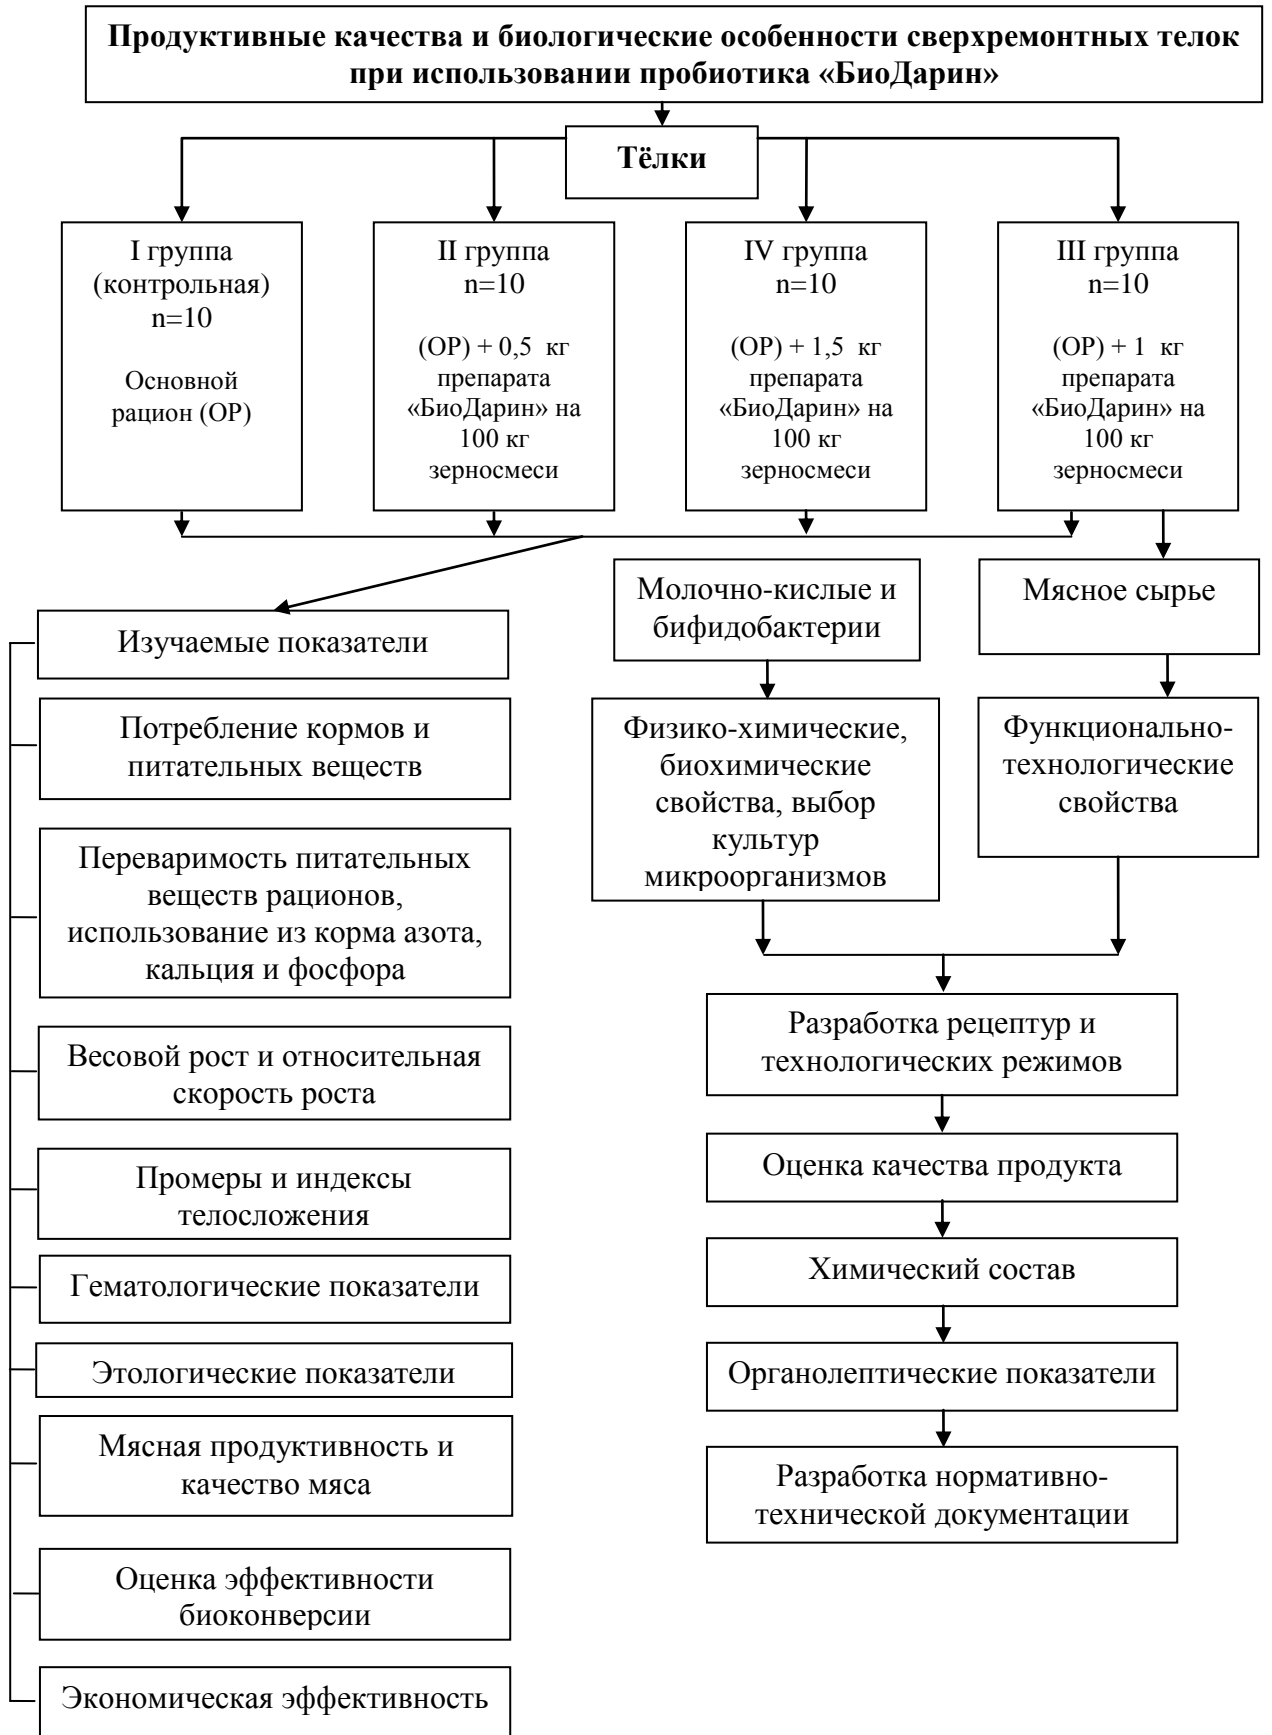 Продуктивные качества и биологические особенности сверхремонтных телок
при использовании пробиотика «БиоДарин»
Тёлки
I группа
(контрольная)
n=10
Основной
рацион (ОР)
II группа
n=10
(ОР) + 0,5 кг
препарата
«БиоДарин» на
100 кг
зерносмеси
IV группа
n=10
(ОР) + 1,5 кг
препарата
«БиоДарин» на
100 кг
зерносмеси
III группа
n=10
(ОР) + 1 кг
препарата
«БиоДарин» на
100 кг
зерносмеси
Изучаемые показатели
Потребление кормов и
питательных веществ
Переваримость питательных
веществ рационов,
использование из корма азота,
кальция и фосфора
Весовой рост и относительная
скорость роста
Промеры и индексы
телосложения
Гематологические показатели
Этологические показатели
Мясная продуктивность и
качество мяса
Оценка эффективности
биоконверсии
Экономическая эффективность
Молочно-кислые и
бифидобактерии
Физико-химические,
биохимические
свойства, выбор
культур
микроорганизмов
Мясное сырье
Функционально-
технологические
свойства
Разработка рецептур и
технологических режимов
Оценка качества продукта
Химический состав
Органолептические показатели
Разработка нормативно-
технической документации